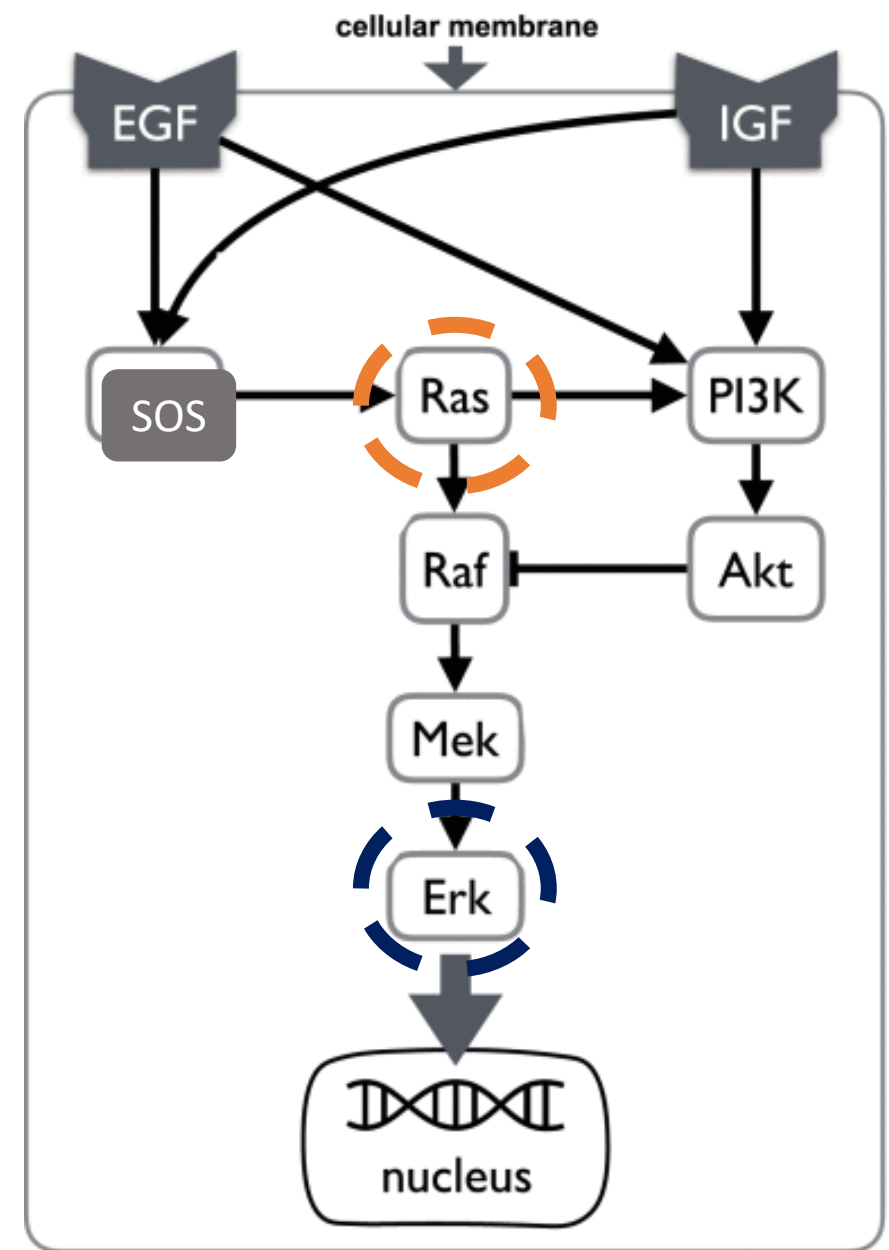 cellular membrane
EGF
IGF
SOS
Ras
PI3K
Raf
Akt
Mek
Erk
nucleus